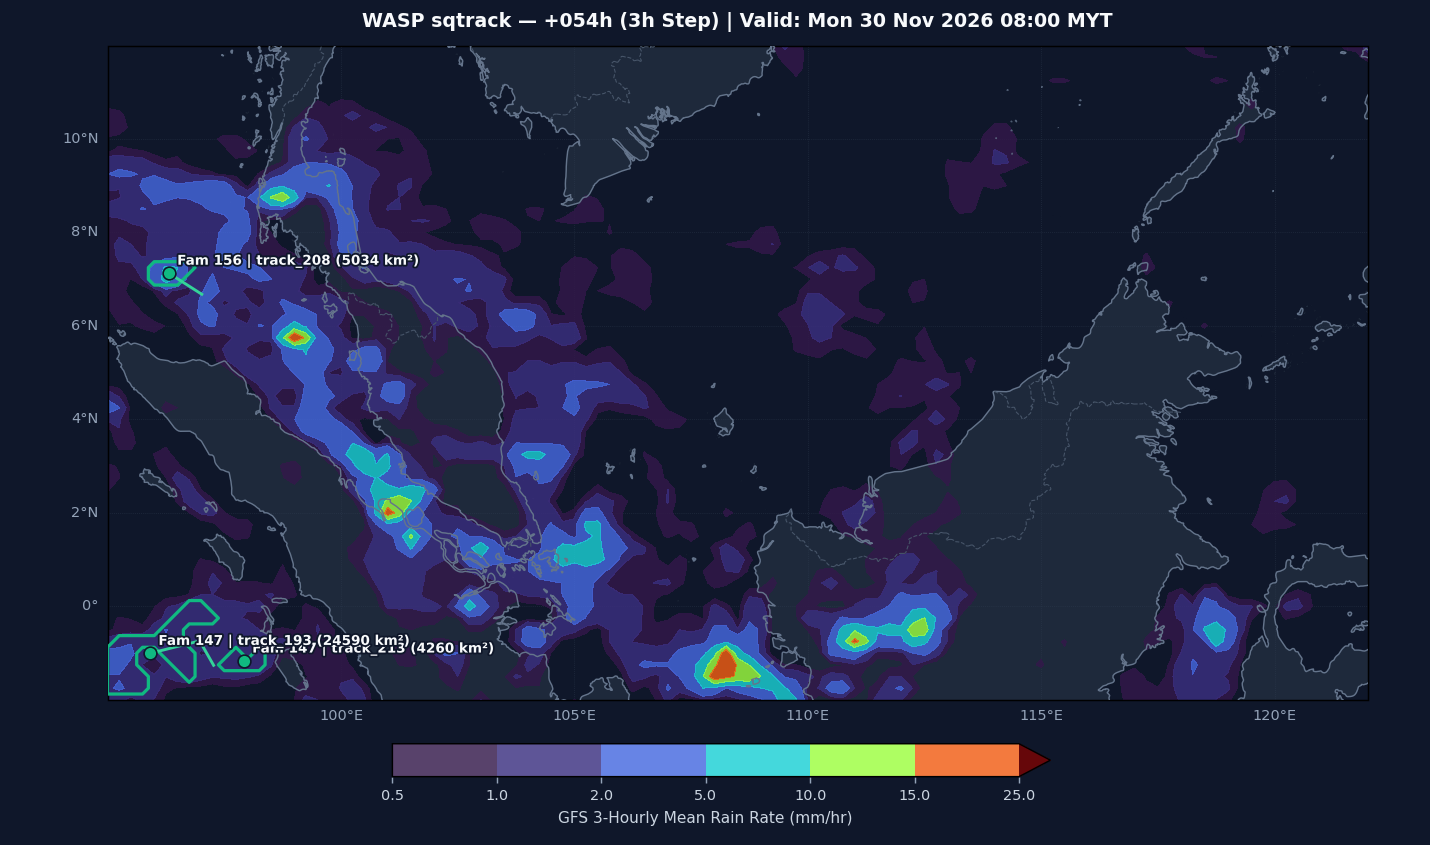 WASP sqtrack — +054h (3h Step) | Valid: Mon 30 Nov 2026 08:00 MYT
10°N
8°N
Fam 156 | track_208 (5034 km²)
6°N
4°N
2°N
0°
Fam 147 | track_193 (24590 km²)
Fam 147 | track_213 (4260 km²)
100°E 105°E 110°E 115°E 120°E
0.5 1.0 2.0 5.0 10.0 15.0 25.0
GFS 3-Hourly Mean Rain Rate (mm/hr)